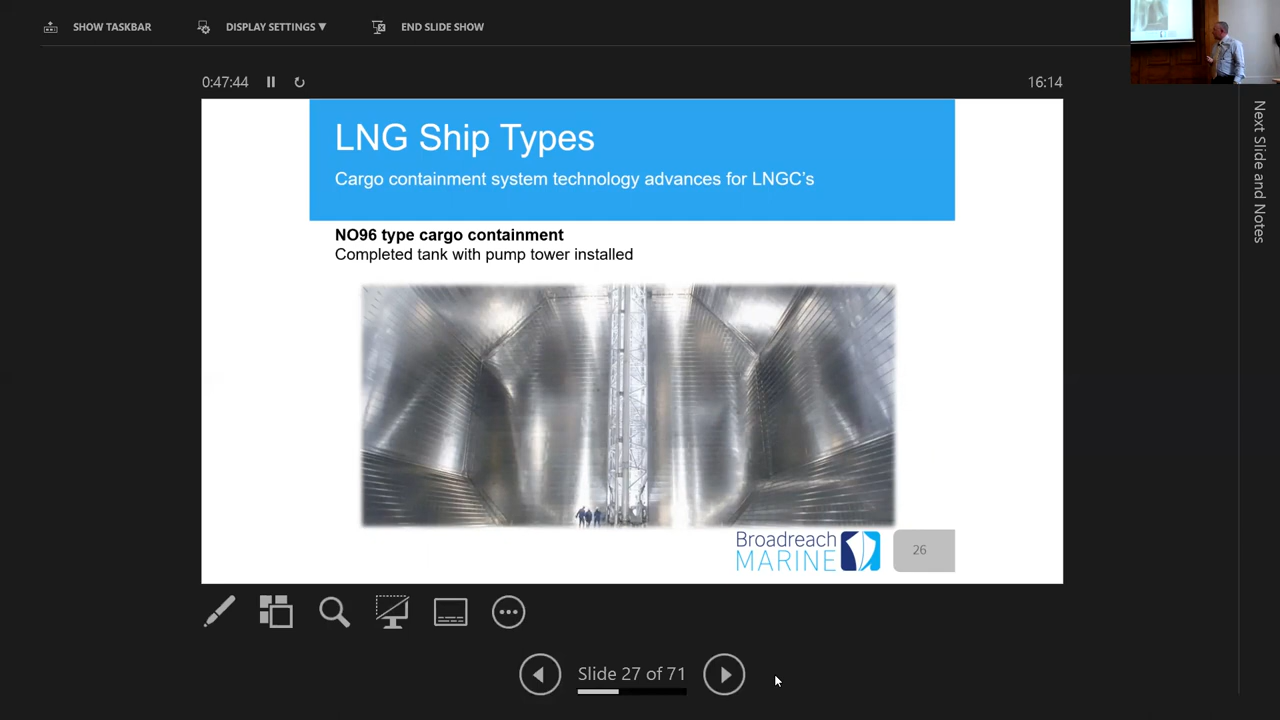 SHOW TASKBAR
DISPLAY SETTINGS ▼
END SLIDE SHOW
0:47:44
16:14
Next Slide and Notes
LNG Ship Types
Cargo containment system technology advances for LNGC's
NO96 type cargo containment
Completed tank with pump tower installed
Broadreach
MARINE
26
Slide 27 of 71